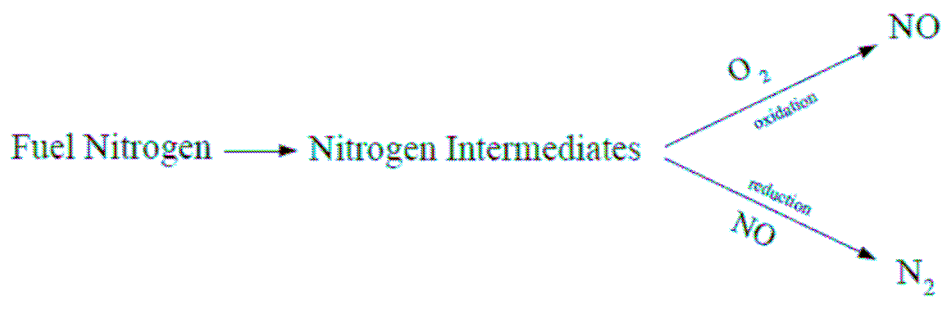 NO
O₂
oxidation
Fuel Nitrogen → Nitrogen Intermediates
reduction
NO
N₂